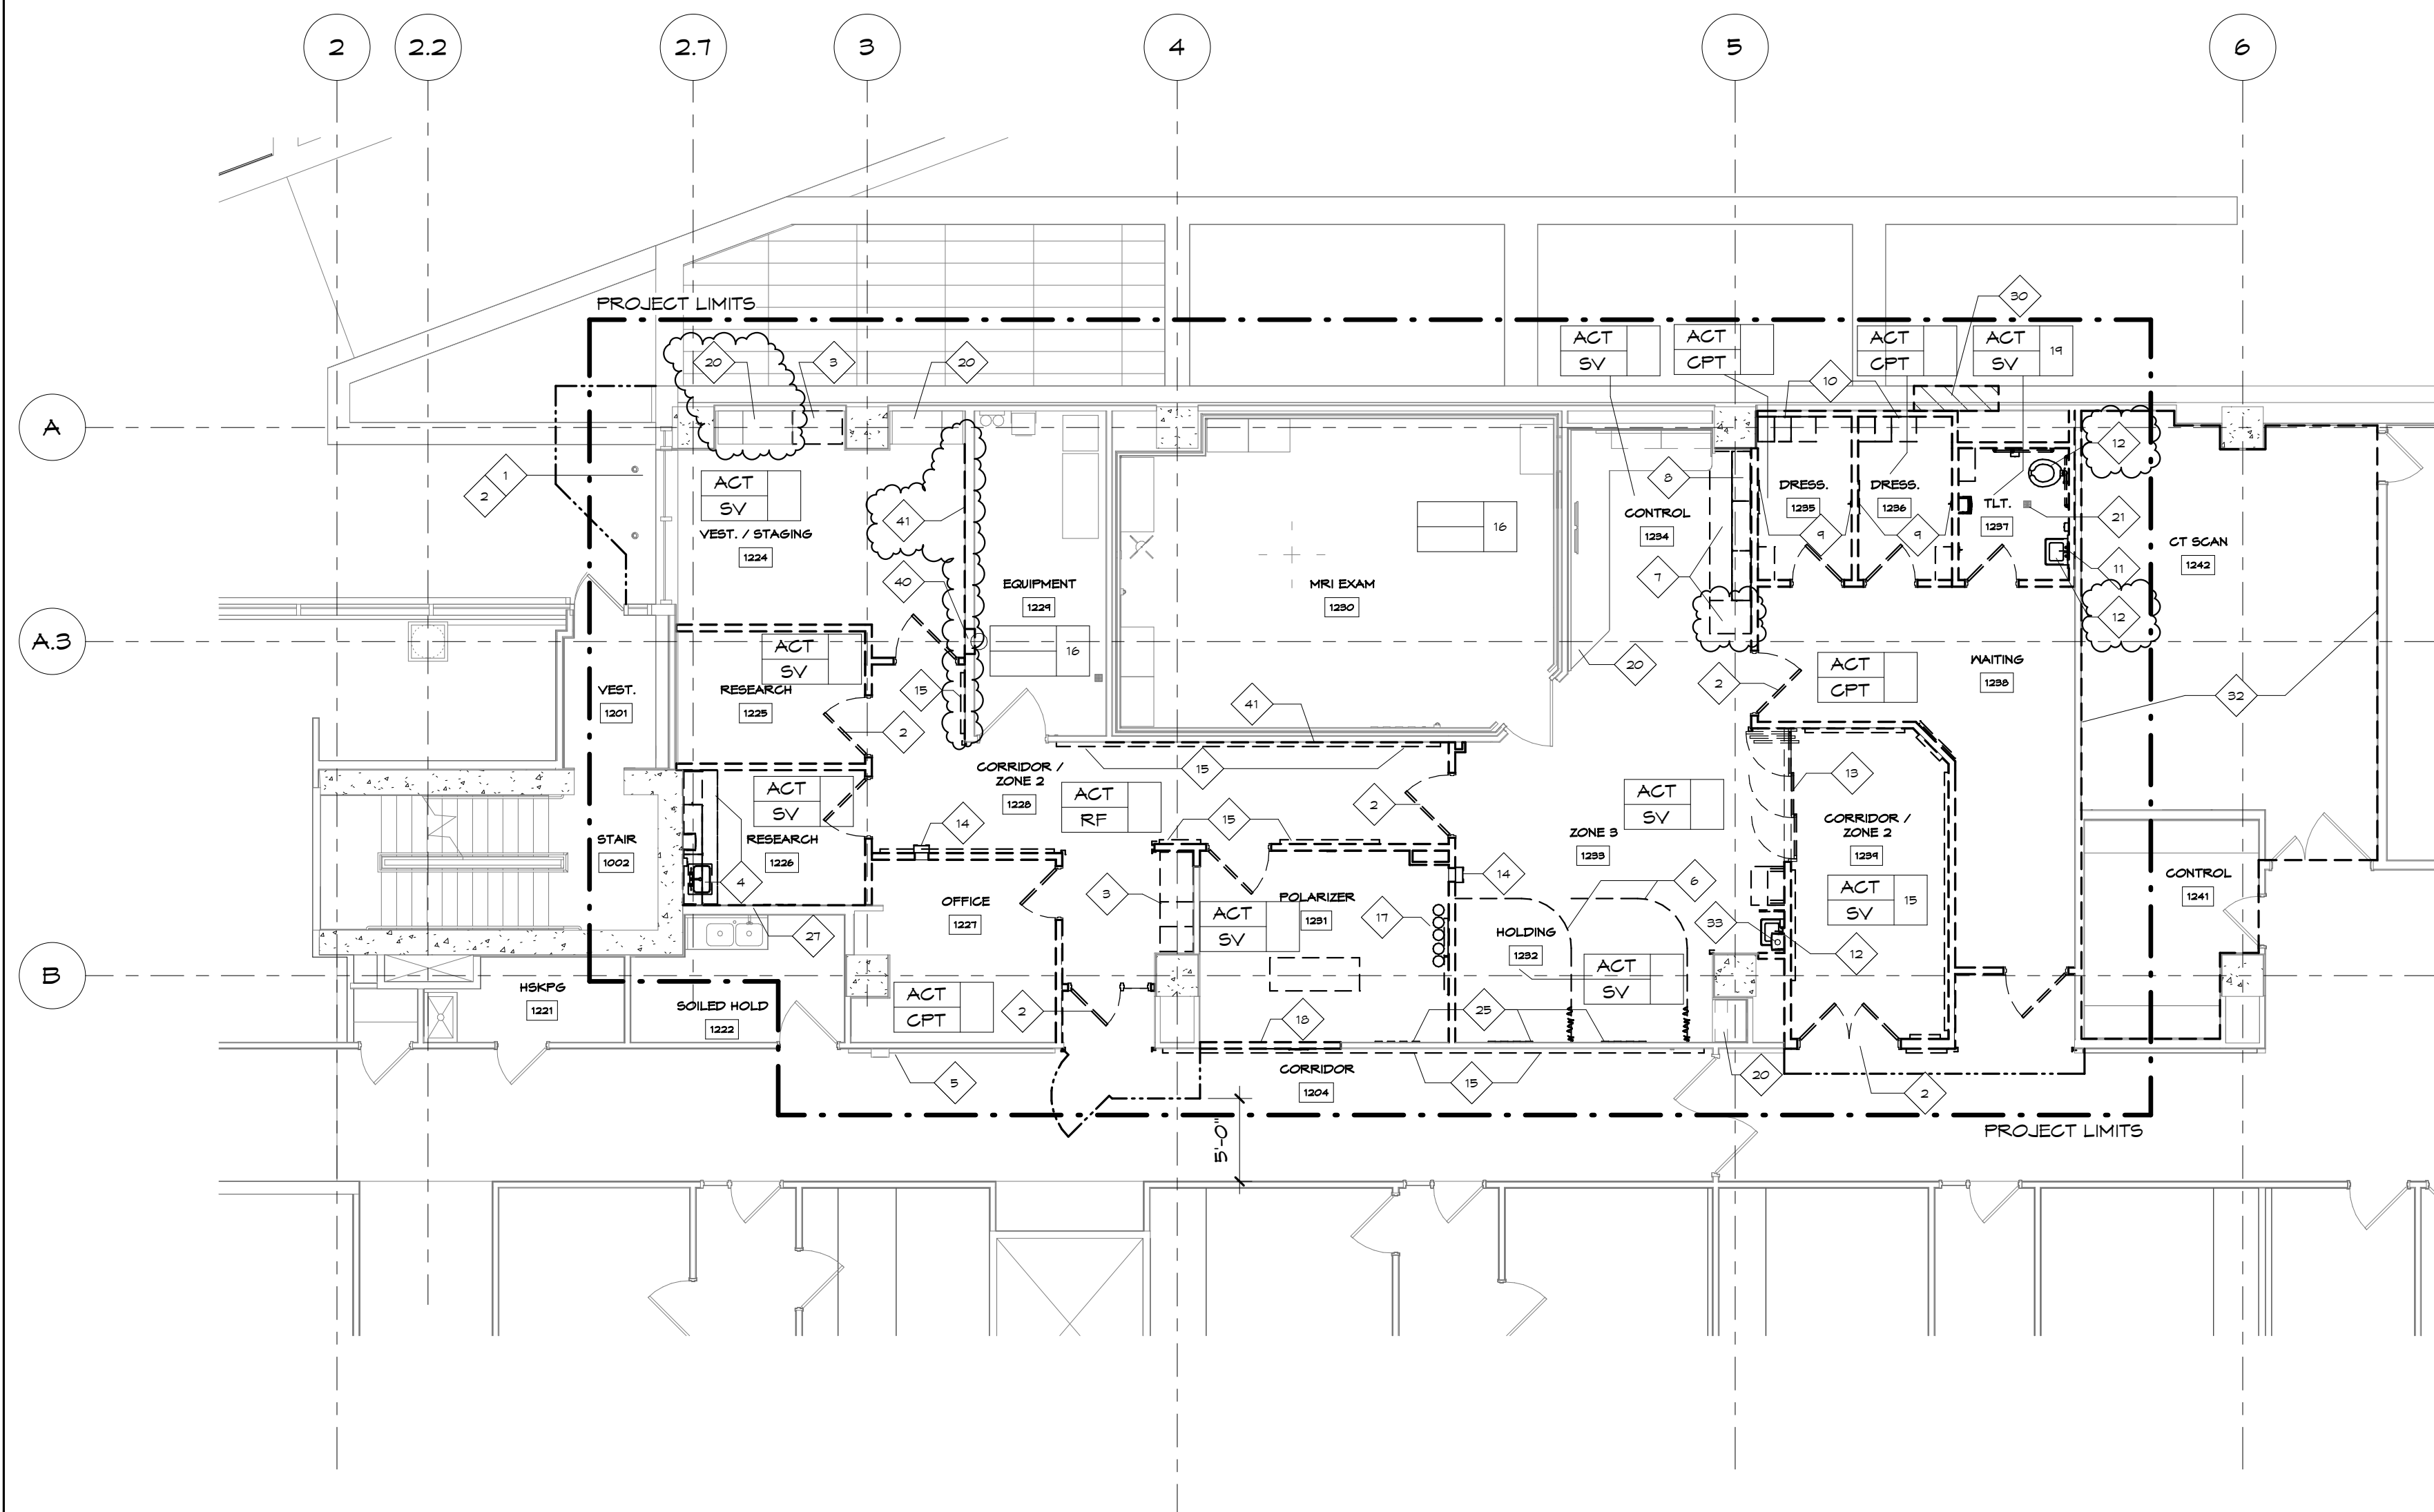 2
2.2
2.7
3
4
5
6
PROJECT LIMITS
30
ACT
SV
ACT
CPT
ACT
CPT
ACT
SV
19
20
3
20
10
A
12
1
2
ACT
SV
8
DRESS.
1235
DRESS.
1236
TLT.
1237
21
VEST. / STAGING
1224
41
16
CONTROL
1234
9
9
CT SCAN
1242
40
EQUIPMENT
1229
MRI EXAM
1230
7
11
12
A.3
ACT
SV
16
20
WAITING
1238
VEST.
1201
RESEARCH
1225
15
2
ACT
CPT
32
41
2
CORRIDOR /
ZONE 2
1228
15
13
ACT
SV
ACT
RF
2
ACT
SV
14
15
STAIR
1002
RESEARCH
1226
ZONE 3
1233
CORRIDOR /
ZONE 2
1239
4
3
14
6
CONTROL
1241
OFFICE
1227
POLARIZER
1231
ACT
SV
17
ACT
SV
15
27
HOLDING
1232
33
12
B
ACT
SV
HSKPG
1221
SOILED HOLD
1222
ACT
CPT
2
18
25
5
CORRIDOR
1204
15
20
2
5'-0"
PROJECT LIMITS